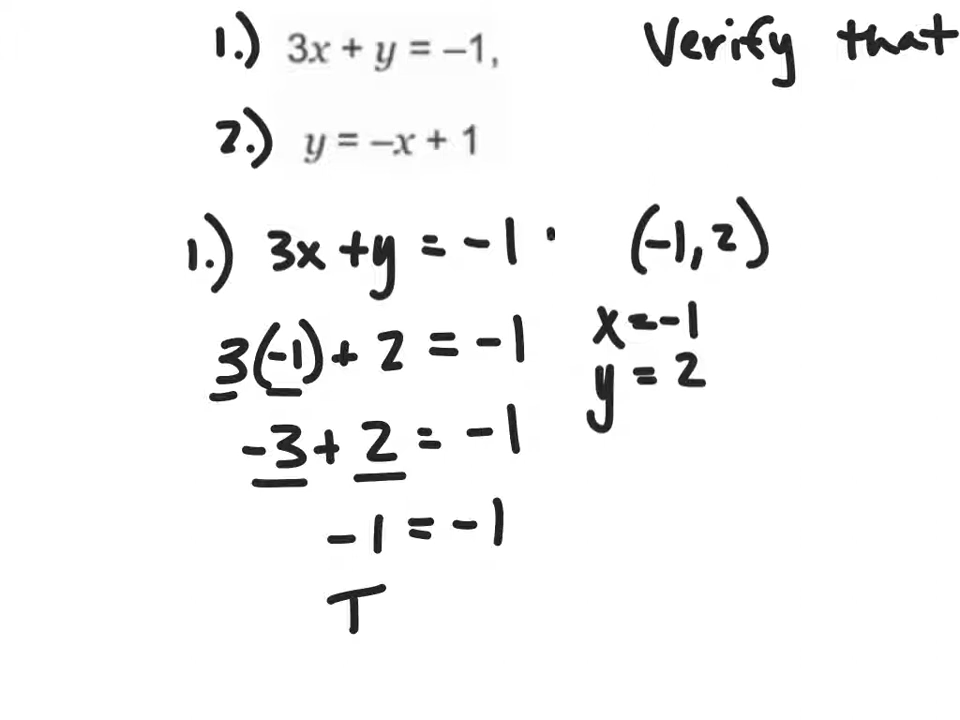 1.) 3x + y = −1, Verify that
2.) y = −x + 1
1.) 3x + y = -1 . (-1, 2)
3(-1) + 2 = -1 x = -1
y = 2
-3 + 2 = -1
-1 = -1
T